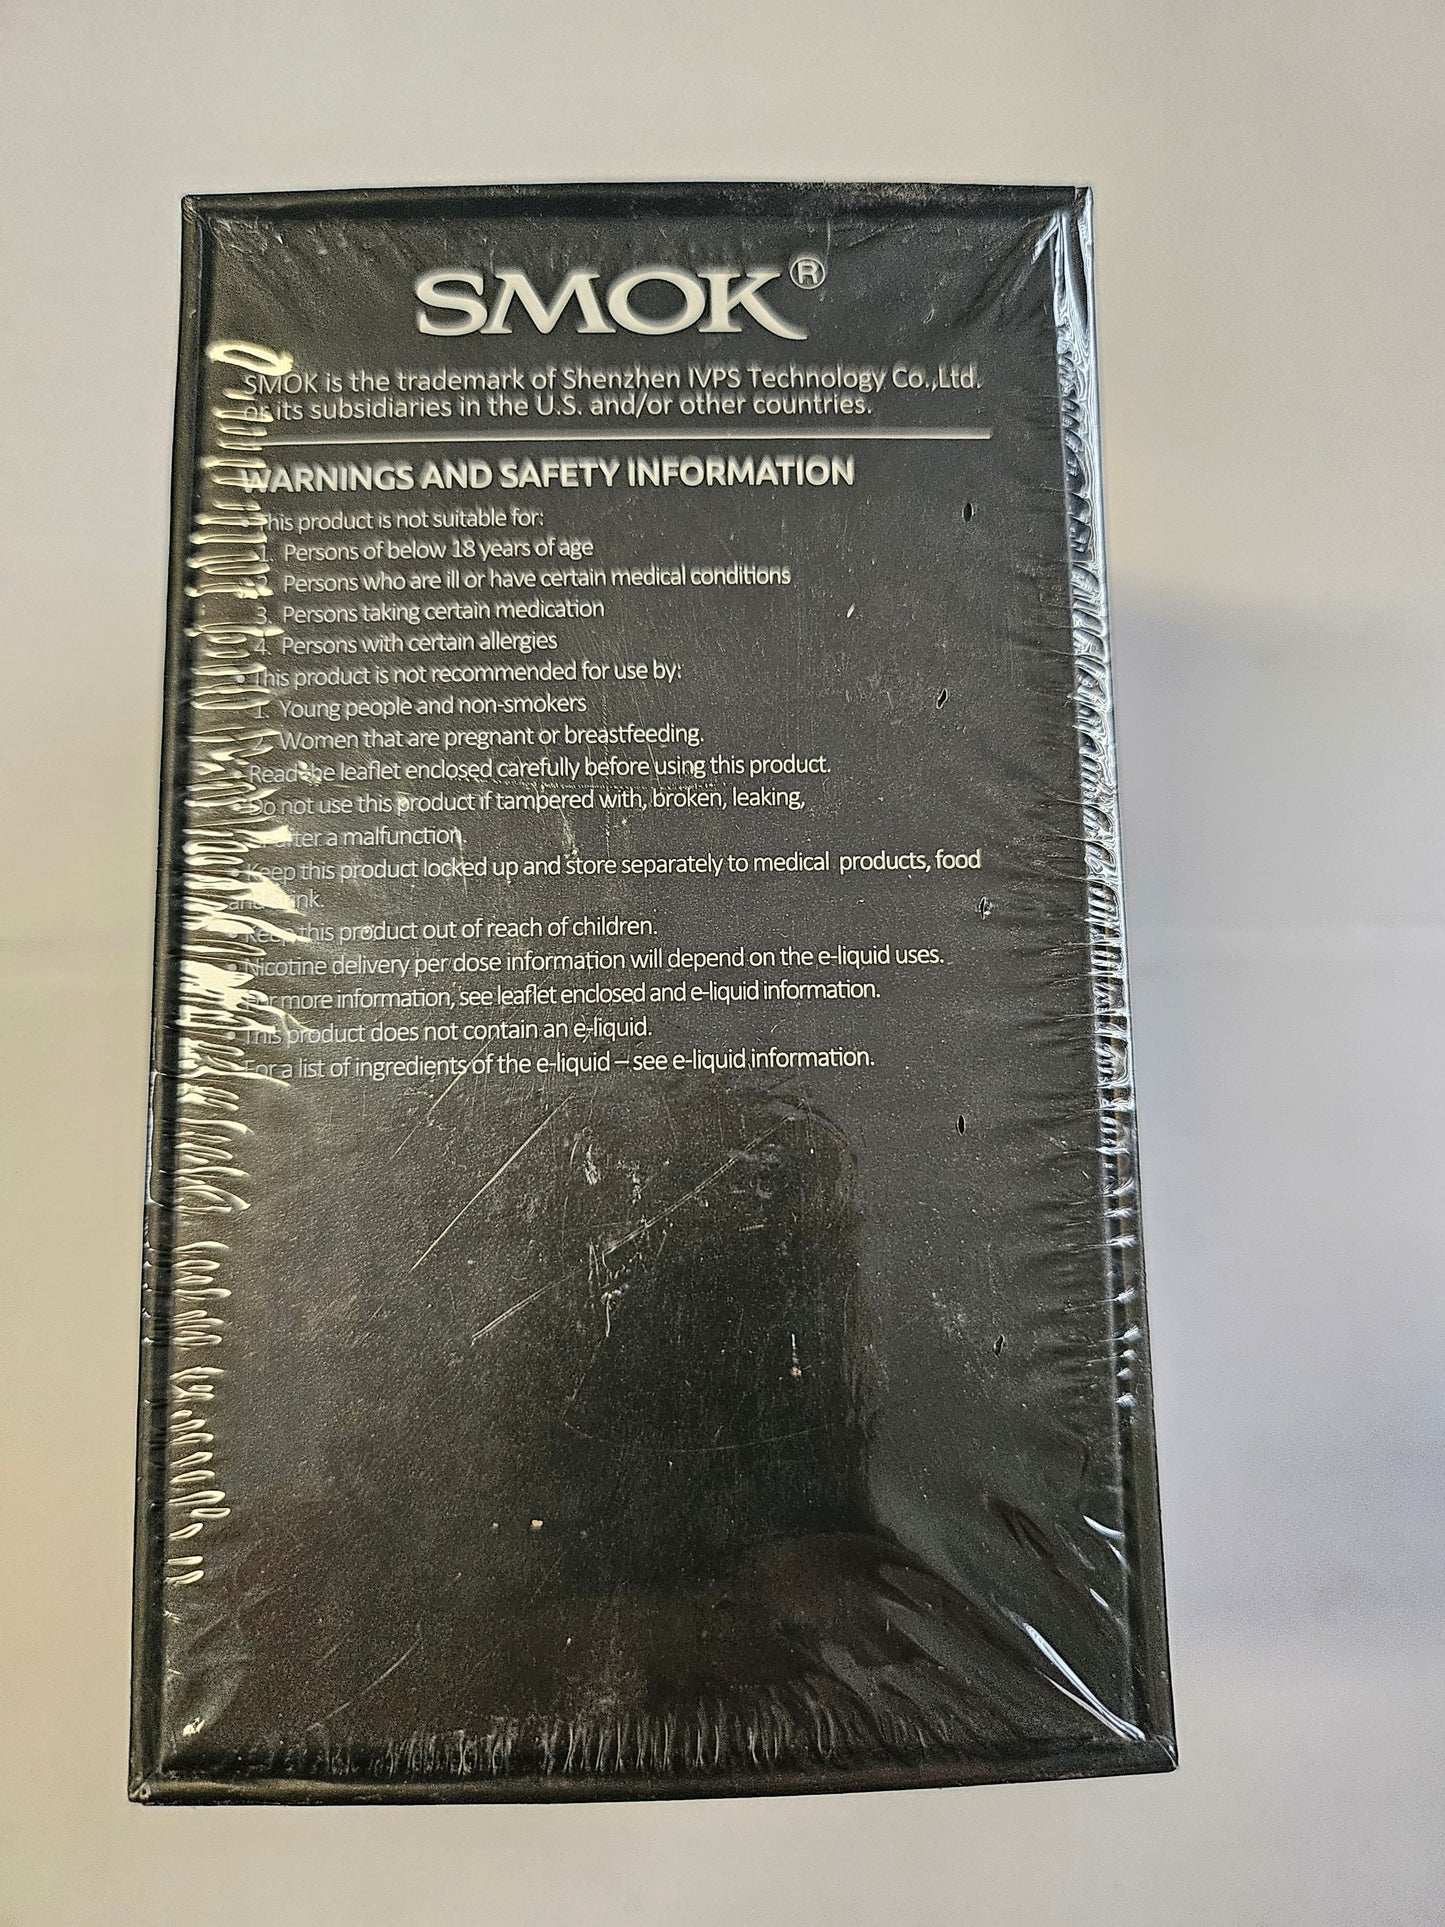 SMOK®
SMOK is the trademark of Shenzhen IVPS Technology Co.,Ltd.
or its subsidiaries in the U.S. and/or other countries.
WARNINGS AND SAFETY INFORMATION
• This product is not suitable for:
1. Persons of below 18 years of age
2. Persons who are ill or have certain medical conditions
3. Persons taking certain medication
4. Persons with certain allergies
• This product is not recommended for use by:
1. Young people and non-smokers
2. Women that are pregnant or breastfeeding.
• Read the leaflet enclosed carefully before using this product.
• Do not use this product if tampered with, broken, leaking,
after a malfunction.
• Keep this product locked up and store separately to medical products, food
and drink.
• Keep this product out of reach of children.
• Nicotine delivery per dose information will depend on the e-liquid uses.
For more information, see leaflet enclosed and e-liquid information.
• This product does not contain an e-liquid.
For a list of ingredients of the e-liquid – see e-liquid information.